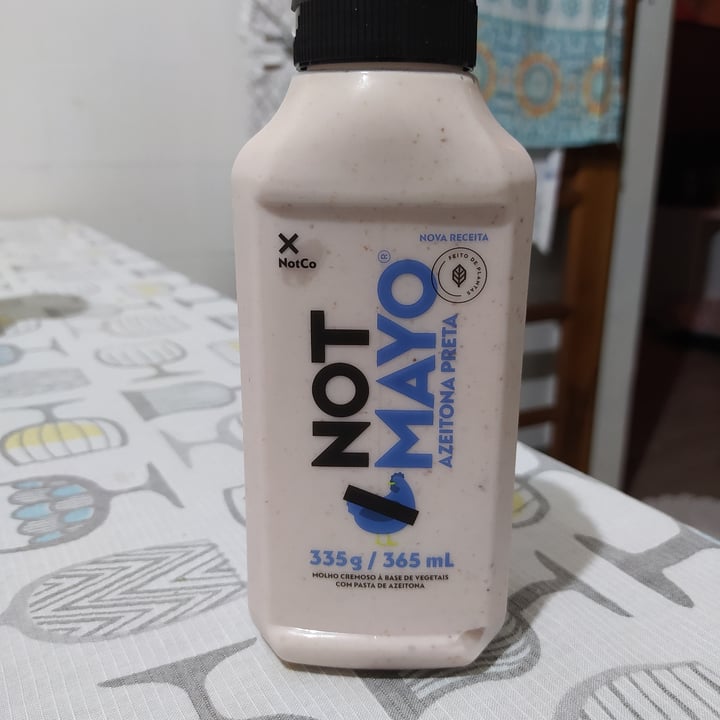 NotCo
NOVA RECEITA
FEITO DE PLANTAS
NOT
MAYO®
AZEITONA PRETA
335g / 365 mL
MOLHO CREMOSO À BASE DE VEGETAIS
COM PASTA DE AZEITONA